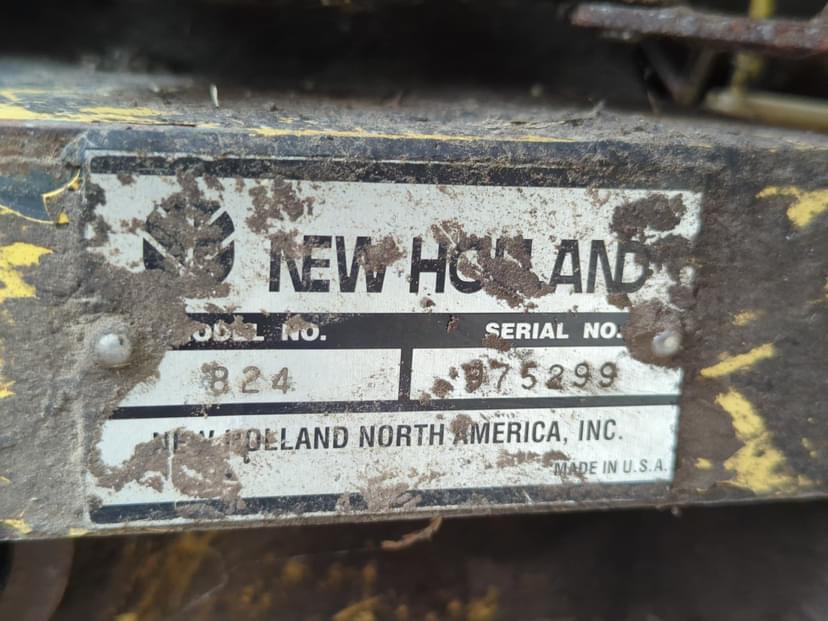 NEW HOLLAND
MODEL NO. SERIAL NO.
824 975299
NEW HOLLAND NORTH AMERICA, INC.
MADE IN U.S.A.